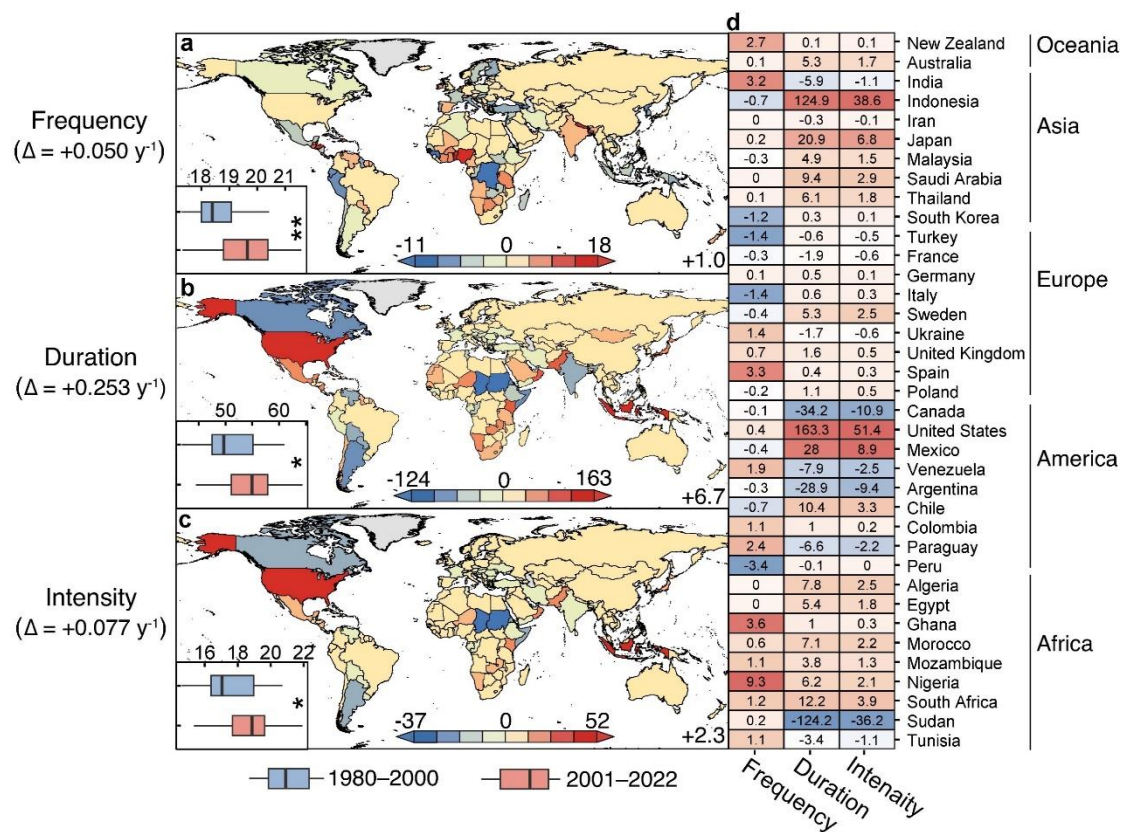 a
Frequency
(Δ = +0.050 y⁻¹)
18 19 20 21
**
-11 0 18
+1.0
b
Duration
(Δ = +0.253 y⁻¹)
50 60
*
-124 0 163
+6.7
c
Intensity
(Δ = +0.077 y⁻¹)
16 18 20 22
*
-37 0 52
+2.3
1980–2000 2001–2022
d
2.7 0.1 0.1 New Zealand
0.1 5.3 1.7 Australia
3.2 -5.9 -1.1 India
-0.7 124.9 38.6 Indonesia
0 -0.3 -0.1 Iran
0.2 20.9 6.8 Japan
-0.3 4.9 1.5 Malaysia
0 9.4 2.9 Saudi Arabia
0.1 6.1 1.8 Thailand
-1.2 0.3 0.1 South Korea
-1.4 -0.6 -0.5 Turkey
-0.3 -1.9 -0.6 France
0.1 0.5 0.1 Germany
-1.4 0.6 0.3 Italy
-0.4 5.3 2.5 Sweden
1.4 -1.7 -0.6 Ukraine
0.7 1.6 0.5 United Kingdom
3.3 0.4 0.3 Spain
-0.2 1.1 0.5 Poland
-0.1 -34.2 -10.9 Canada
0.4 163.3 51.4 United States
-0.4 28 8.9 Mexico
1.9 -7.9 -2.5 Venezuela
-0.3 -28.9 -9.4 Argentina
-0.7 10.4 3.3 Chile
1.1 1 0.2 Colombia
2.4 -6.6 -2.2 Paraguay
-3.4 -0.1 0 Peru
0 7.8 2.5 Algeria
0 5.4 1.8 Egypt
3.6 1 0.3 Ghana
0.6 7.1 2.2 Morocco
1.1 3.8 1.3 Mozambique
9.3 6.2 2.1 Nigeria
1.2 12.2 3.9 South Africa
0.2 -124.2 -36.2 Sudan
1.1 -3.4 -1.1 Tunisia
Frequency Duration Intenaity
Oceania
Asia
Europe
America
Africa